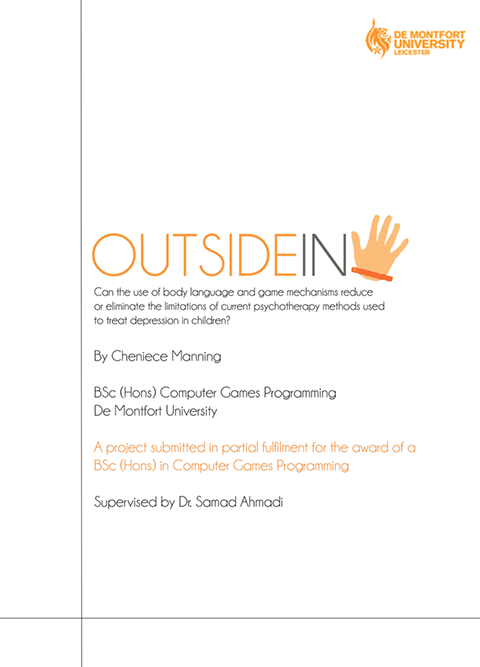 DE MONTFORT
UNIVERSITY
LEICESTER
OUTSIDEIN
Can the use of body language and game mechanisms reduce
or eliminate the limitations of current psychotherapy methods used
to treat depression in children?
By Cheniece Manning
BSc (Hons) Computer Games Programming
De Montfort University
A project submitted in partial fulfilment for the award of a
BSc (Hons) in Computer Games Programming
Supervised by Dr. Samad Ahmadi